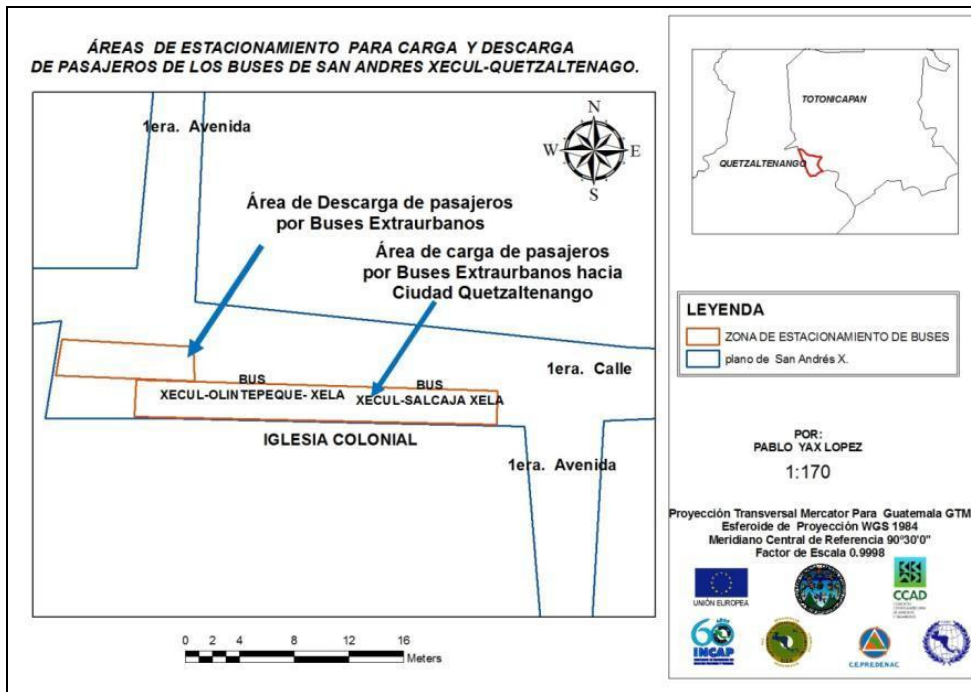 ÁREAS DE ESTACIONAMIENTO PARA CARGA Y DESCARGA
DE PASAJEROS DE LOS BUSES DE SAN ANDRES XECUL-QUETZALTENAGO.
1era. Avenida
N
W
E
S
Área de Descarga de pasajeros
por Buses Extraurbanos
Área de carga de pasajeros
por Buses Extraurbanos hacia
Ciudad Quetzaltenango
1era. Calle
BUS
XECUL-OLINTEPEQUE- XELA
BUS
XECUL-SALCAJA XELA
IGLESIA COLONIAL
1era. Avenida
0 2 4 8 12 16
Meters
TOTONICAPAN
QUETZALTENANGO
LEYENDA
ZONA DE ESTACIONAMIENTO DE BUSES
plano de San Andrés X.
POR:
PABLO YAX LOPEZ
1:170
Proyección Transversal Mercator Para Guatemala GTM
Esferoide de Proyección WGS 1984
Meridiano Central de Referencia 90°30'0"
Factor de Escala 0.9998
UNIÓN EUROPEA
CCAD
60 AÑOS
INCAP
C.E.P.R.E.D.E.N.A.C.